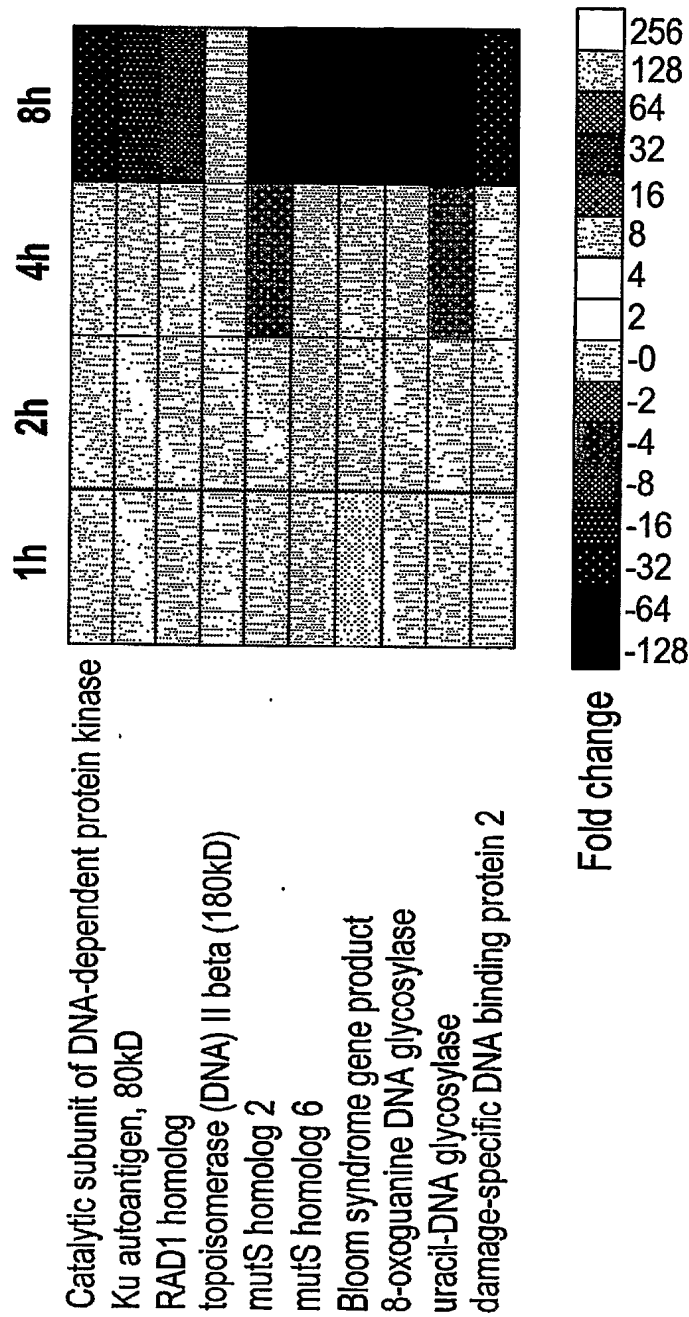 1h 2h 4h 8h
Catalytic subunit of DNA-dependent protein kinase
Ku autoantigen, 80kD
RAD1 homolog
topoisomerase (DNA) II beta (180kD)
mutS homolog 2
mutS homolog 6
Bloom syndrome gene product
8-oxoguanine DNA glycosylase
uracil-DNA glycosylase
damage-specific DNA binding protein 2
Fold change
-128 -64 -32 -16 -8 -4 -2 -0 2 4 8 16 32 64 128 256